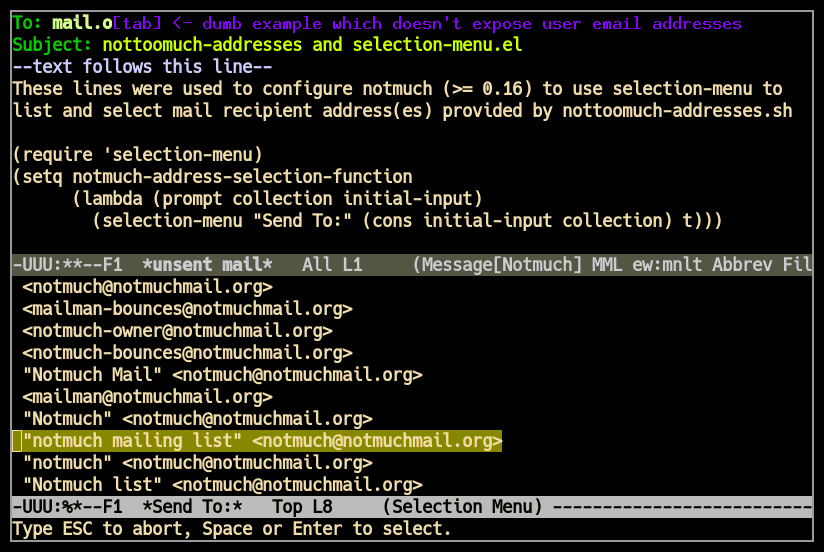 To: mail.o[tab] <- dumb example which doesn't expose user email addresses
Subject: nottoomuch-addresses and selection-menu.el
--text follows this line--
These lines were used to configure notmuch (>= 0.16) to use selection-menu to
list and select mail recipient address(es) provided by nottoomuch-addresses.sh

(require 'selection-menu)
(setq notmuch-address-selection-function
      (lambda (prompt collection initial-input)
        (selection-menu "Send To:" (cons initial-input collection) t)))

-UUU:**--F1  *unsent mail*   All L1     (Message[Notmuch] MML ew:mnlt Abbrev Fil
 <notmuch@notmuchmail.org>
 <mailman-bounces@notmuchmail.org>
 <notmuch-owner@notmuchmail.org>
 <notmuch-bounces@notmuchmail.org>
 "Notmuch Mail" <notmuch@notmuchmail.org>
 <mailman@notmuchmail.org>
 "Notmuch" <notmuch@notmuchmail.org>
 "notmuch mailing list" <notmuch@notmuchmail.org>
 "notmuch" <notmuch@notmuchmail.org>
 "Notmuch list" <notmuch@notmuchmail.org>
-UUU:%*--F1  *Send To:*   Top L8     (Selection Menu) --------------------------
Type ESC to abort, Space or Enter to select.